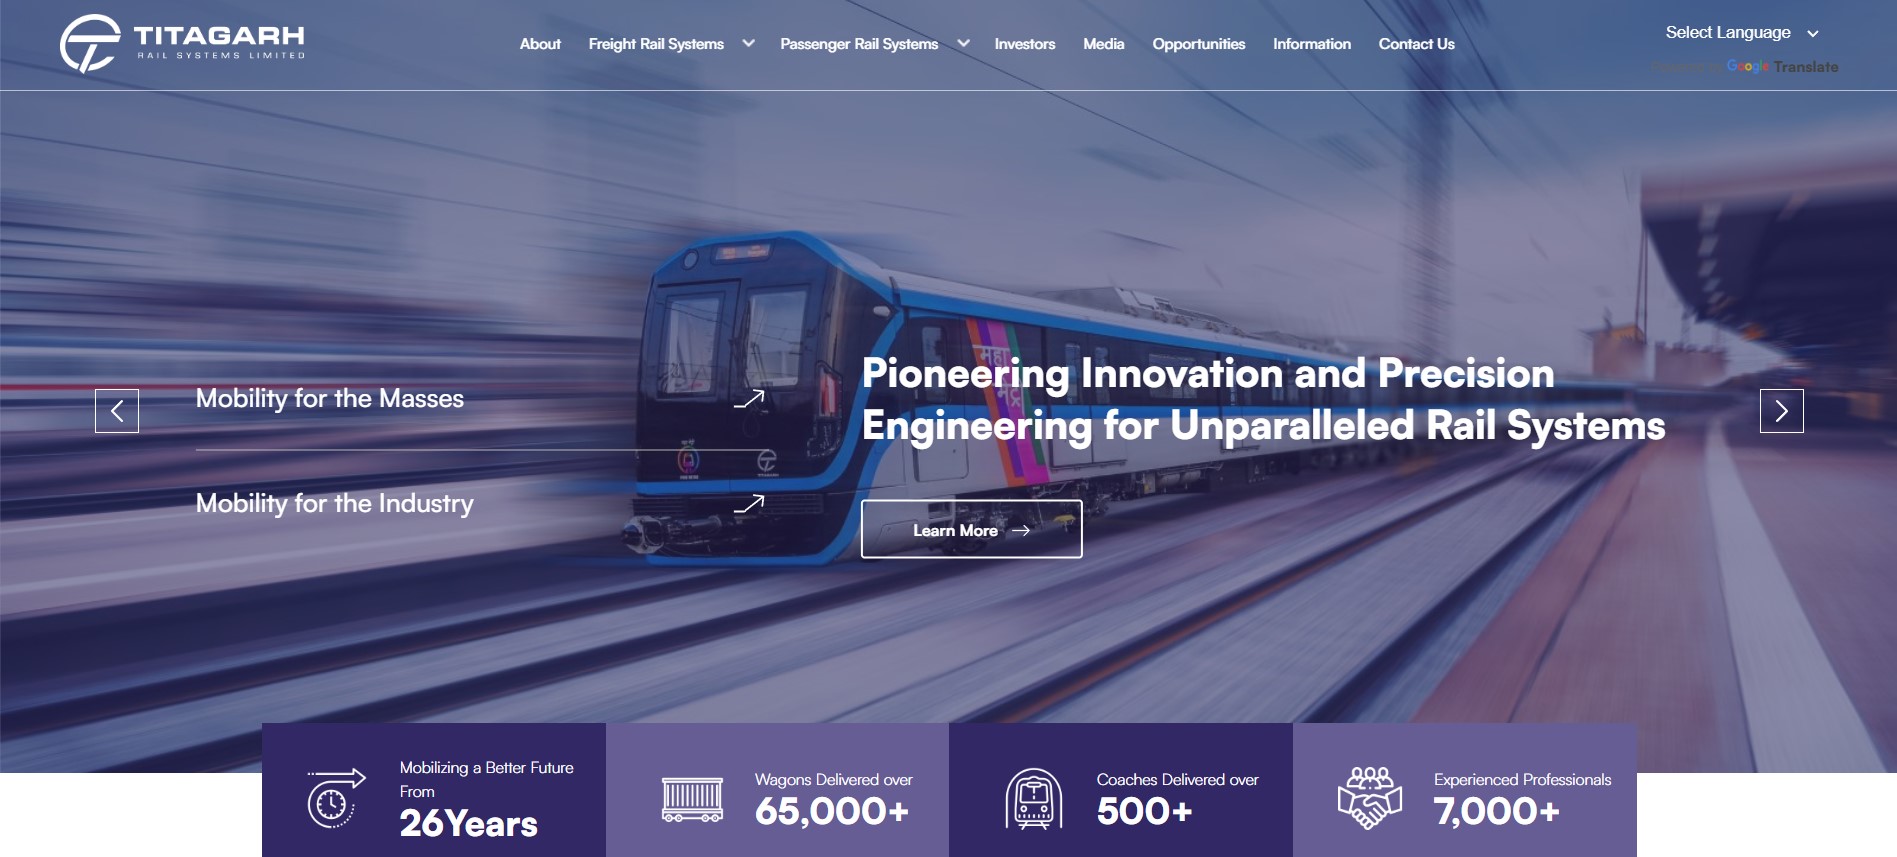 TITAGARH
RAIL SYSTEMS LIMITED
About
Freight Rail Systems
Passenger Rail Systems
Investors
Media
Opportunities
Information
Contact Us
Select Language
Google Translate
Mobility for the Masses
Mobility for the Industry
महा
मेट्रो
Pioneering Innovation and Precision
Engineering for Unparalleled Rail Systems
Learn More
Mobilizing a Better Future
From
26Years
Wagons Delivered over
65,000+
Coaches Delivered over
500+
Experienced Professionals
7,000+